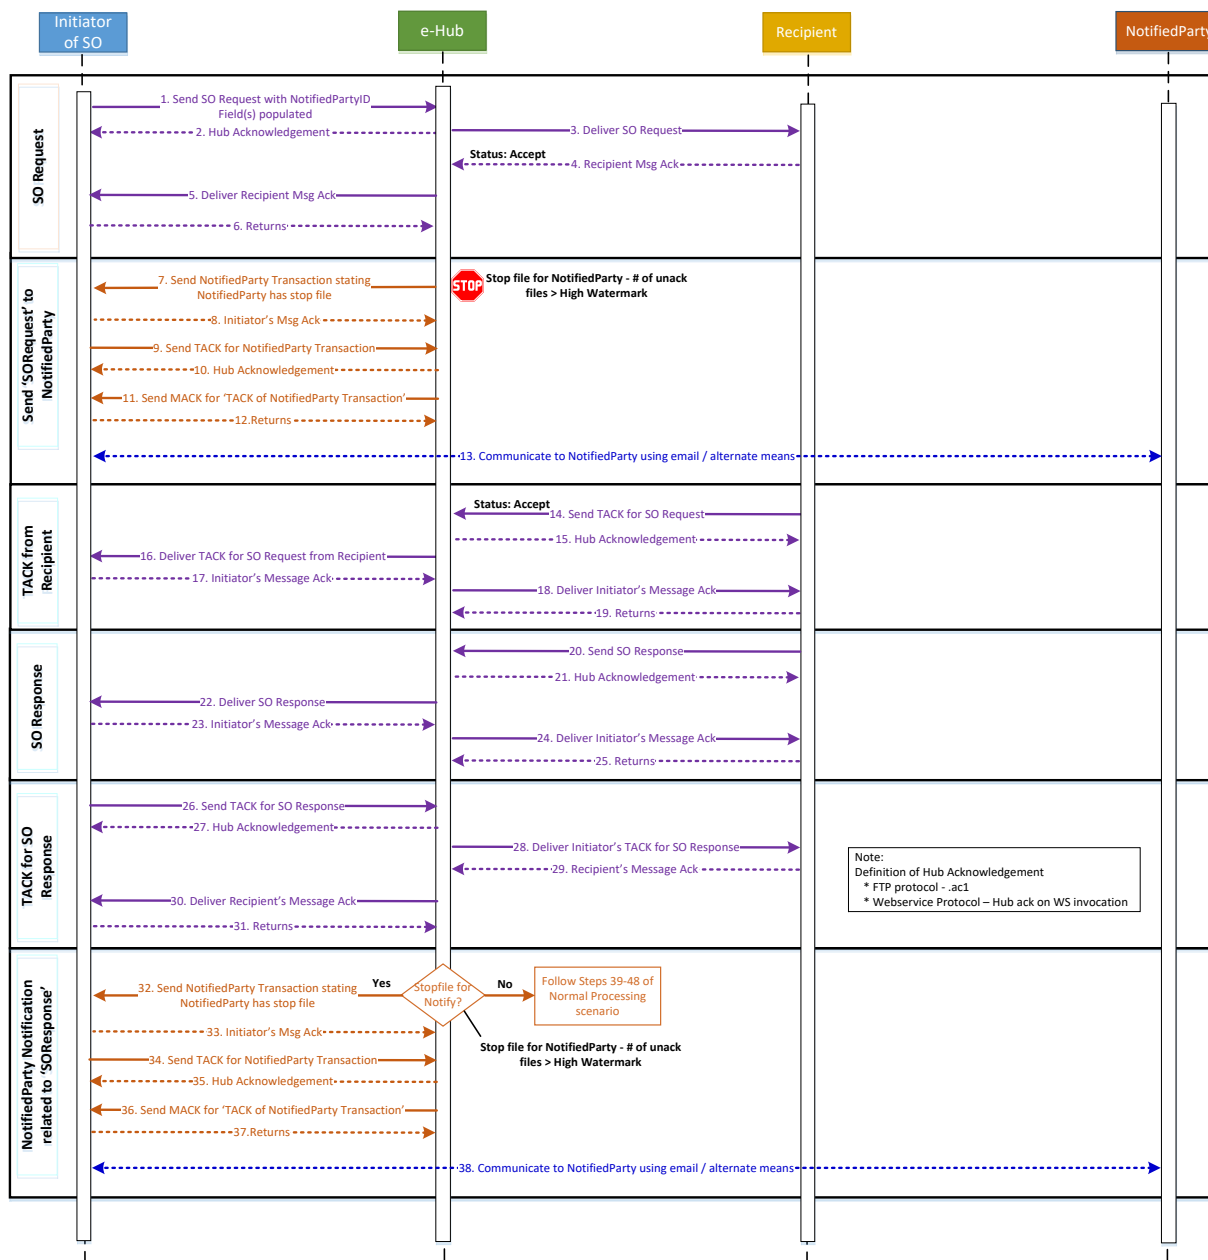 Initiator
of SO
e-Hub
Recipient
NotifiedParty
SO Request
1. Send SO Request with NotifiedPartyID
Field(s) populated
2. Hub Acknowledgement
3. Deliver SO Request
Status: Accept
4. Recipient Msg Ack
5. Deliver Recipient Msg Ack
6. Returns
Send ‘SORequest’ to
NotifiedParty
7. Send NotifiedParty Transaction stating
NotifiedParty has stop file
STOP
Stop file for NotifiedParty - # of unack
files > High Watermark
8. Initiator’s Msg Ack
9. Send TACK for NotifiedParty Transaction
10. Hub Acknowledgement
11. Send MACK for ‘TACK of NotifiedParty Transaction’
12.Returns
13. Communicate to NotifiedParty using email / alternate means
TACK from
Recipient
Status: Accept
14. Send TACK for SO Request
15. Hub Acknowledgement
16. Deliver TACK for SO Request from Recipient
17. Initiator’s Message Ack
18. Deliver Initiator’s Message Ack
19. Returns
SO Response
20. Send SO Response
21. Hub Acknowledgement
22. Deliver SO Response
23. Initiator’s Message Ack
24. Deliver Initiator’s Message Ack
25. Returns
TACK for SO
Response
26. Send TACK for SO Response
27. Hub Acknowledgement
28. Deliver Initiator’s TACK for SO Response
29. Recipient’s Message Ack
30. Deliver Recipient’s Message Ack
31. Returns
Note:
Definition of Hub Acknowledgement
* FTP protocol - .ac1
* Webservice Protocol – Hub ack on WS invocation
NotifiedParty Notification
related to ‘SOResponse’
32. Send NotifiedParty Transaction stating
NotifiedParty has stop file
Yes
Stopfile for
Notify?
No
Follow Steps 39-48 of
Normal Processing
scenario
Stop file for NotifiedParty - # of unack
files > High Watermark
33. Initiator’s Msg Ack
34. Send TACK for NotifiedParty Transaction
35. Hub Acknowledgement
36. Send MACK for ‘TACK of NotifiedParty Transaction’
37.Returns
38. Communicate to NotifiedParty using email / alternate means